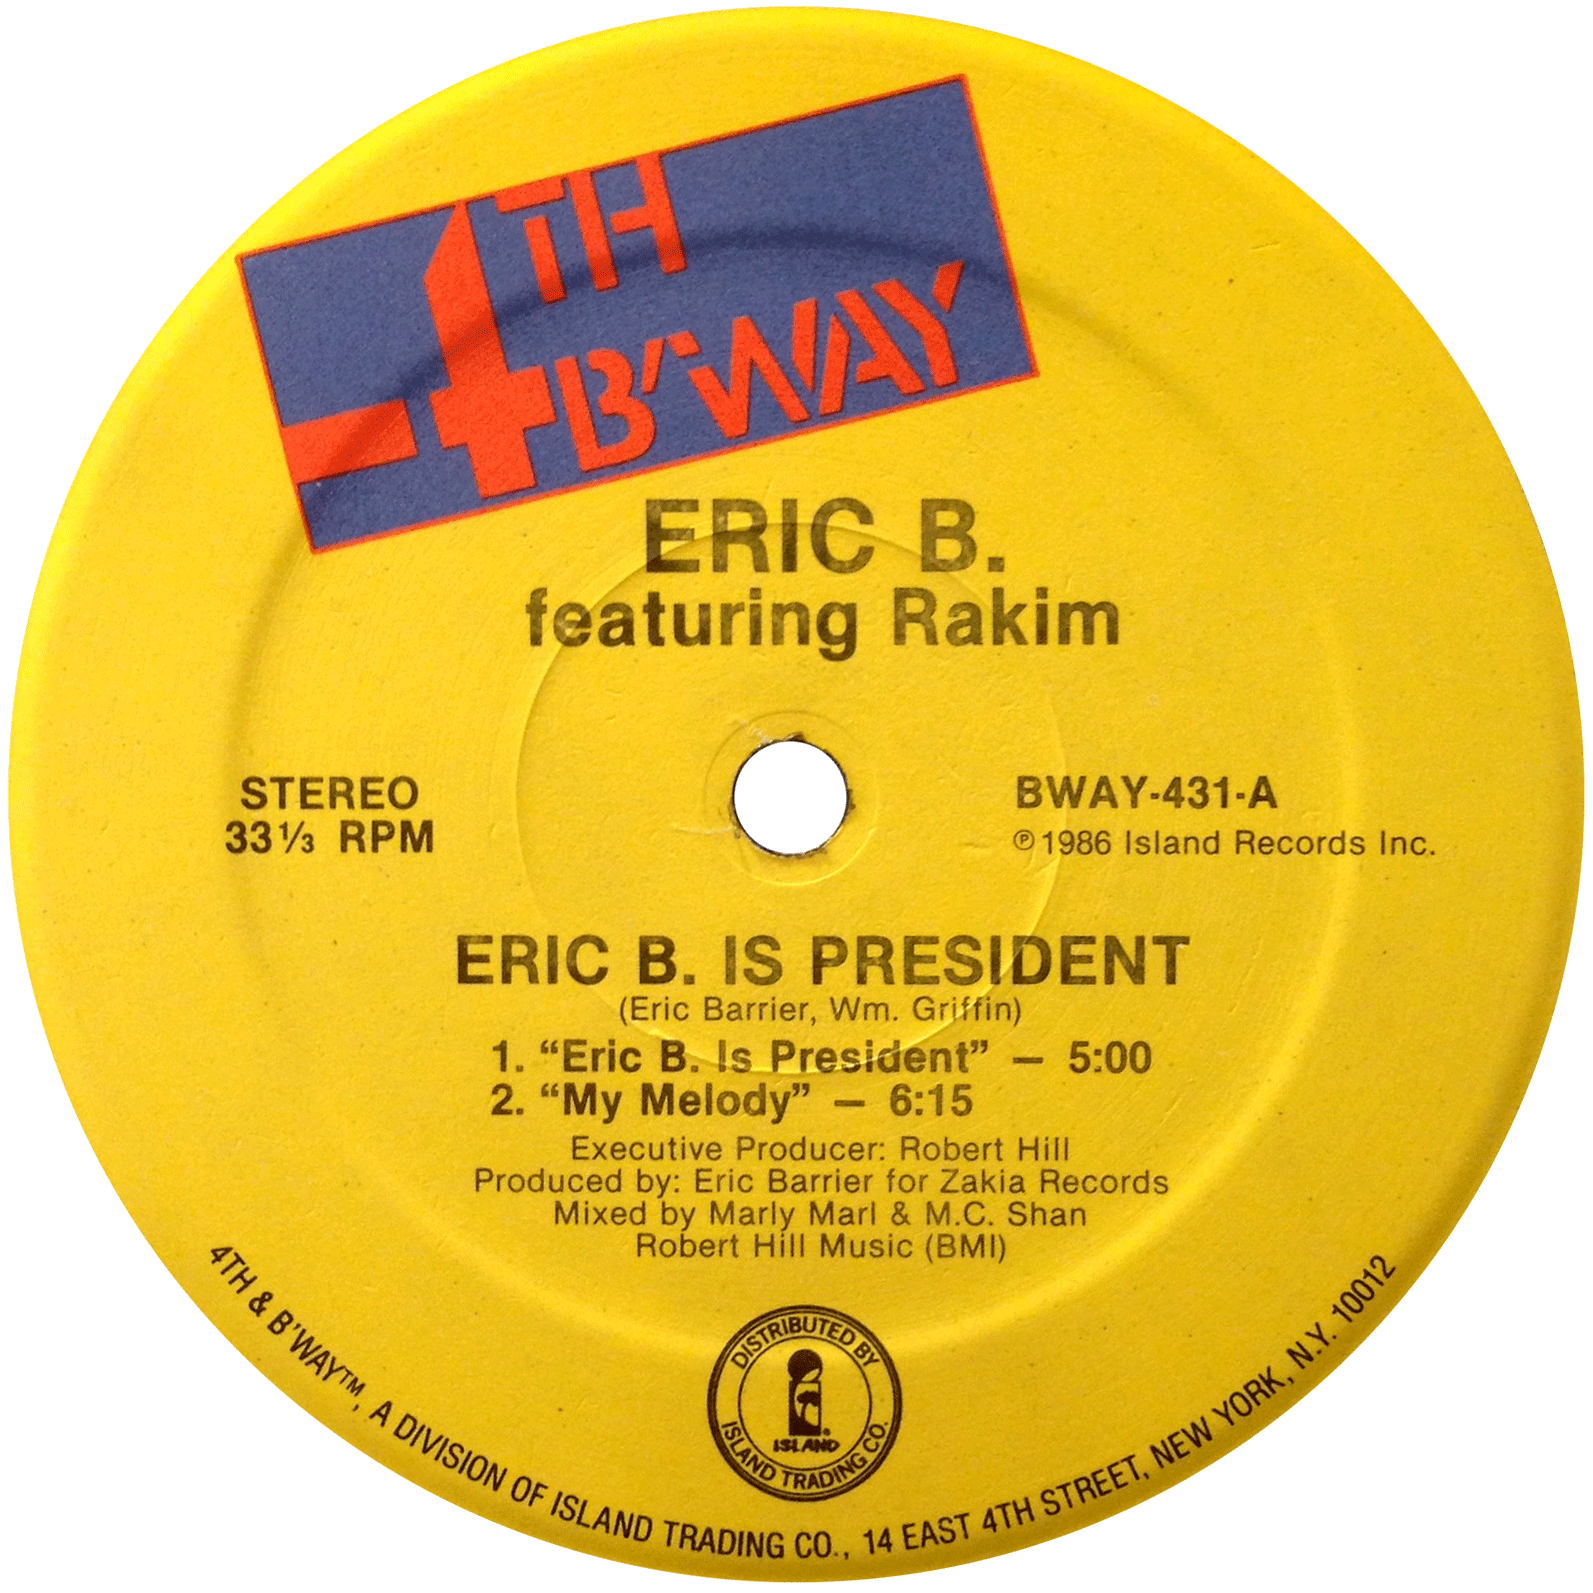 4TH
B'WAY
ERIC B.
featuring Rakim
STEREO
33 1/3 RPM
BWAY-431-A
℗ 1986 Island Records Inc.
ERIC B. IS PRESIDENT
(Eric Barrier, Wm. Griffin)
1. “Eric B. Is President” — 5:00
2. “My Melody” — 6:15
Executive Producer: Robert Hill
Produced by: Eric Barrier for Zakia Records
Mixed by Marly Marl & M.C. Shan
Robert Hill Music (BMI)
DISTRIBUTED BY
ISLAND®
ISLAND TRADING CO.
4TH & B'WAY™, A DIVISION OF ISLAND TRADING CO., 14 EAST 4TH STREET, NEW YORK, N.Y. 10012